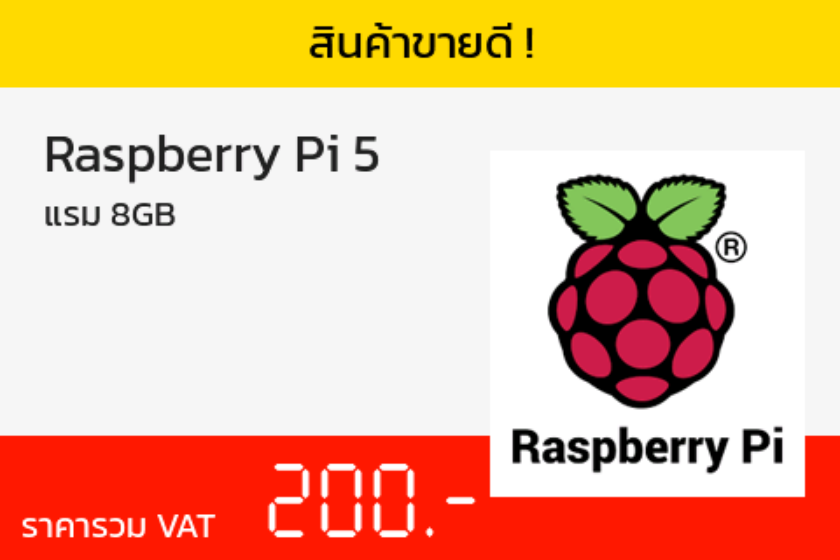 สินค้าขายดี !
Raspberry Pi 5
แรม 8GB
®
Raspberry Pi
ราคารวม VAT 200.-